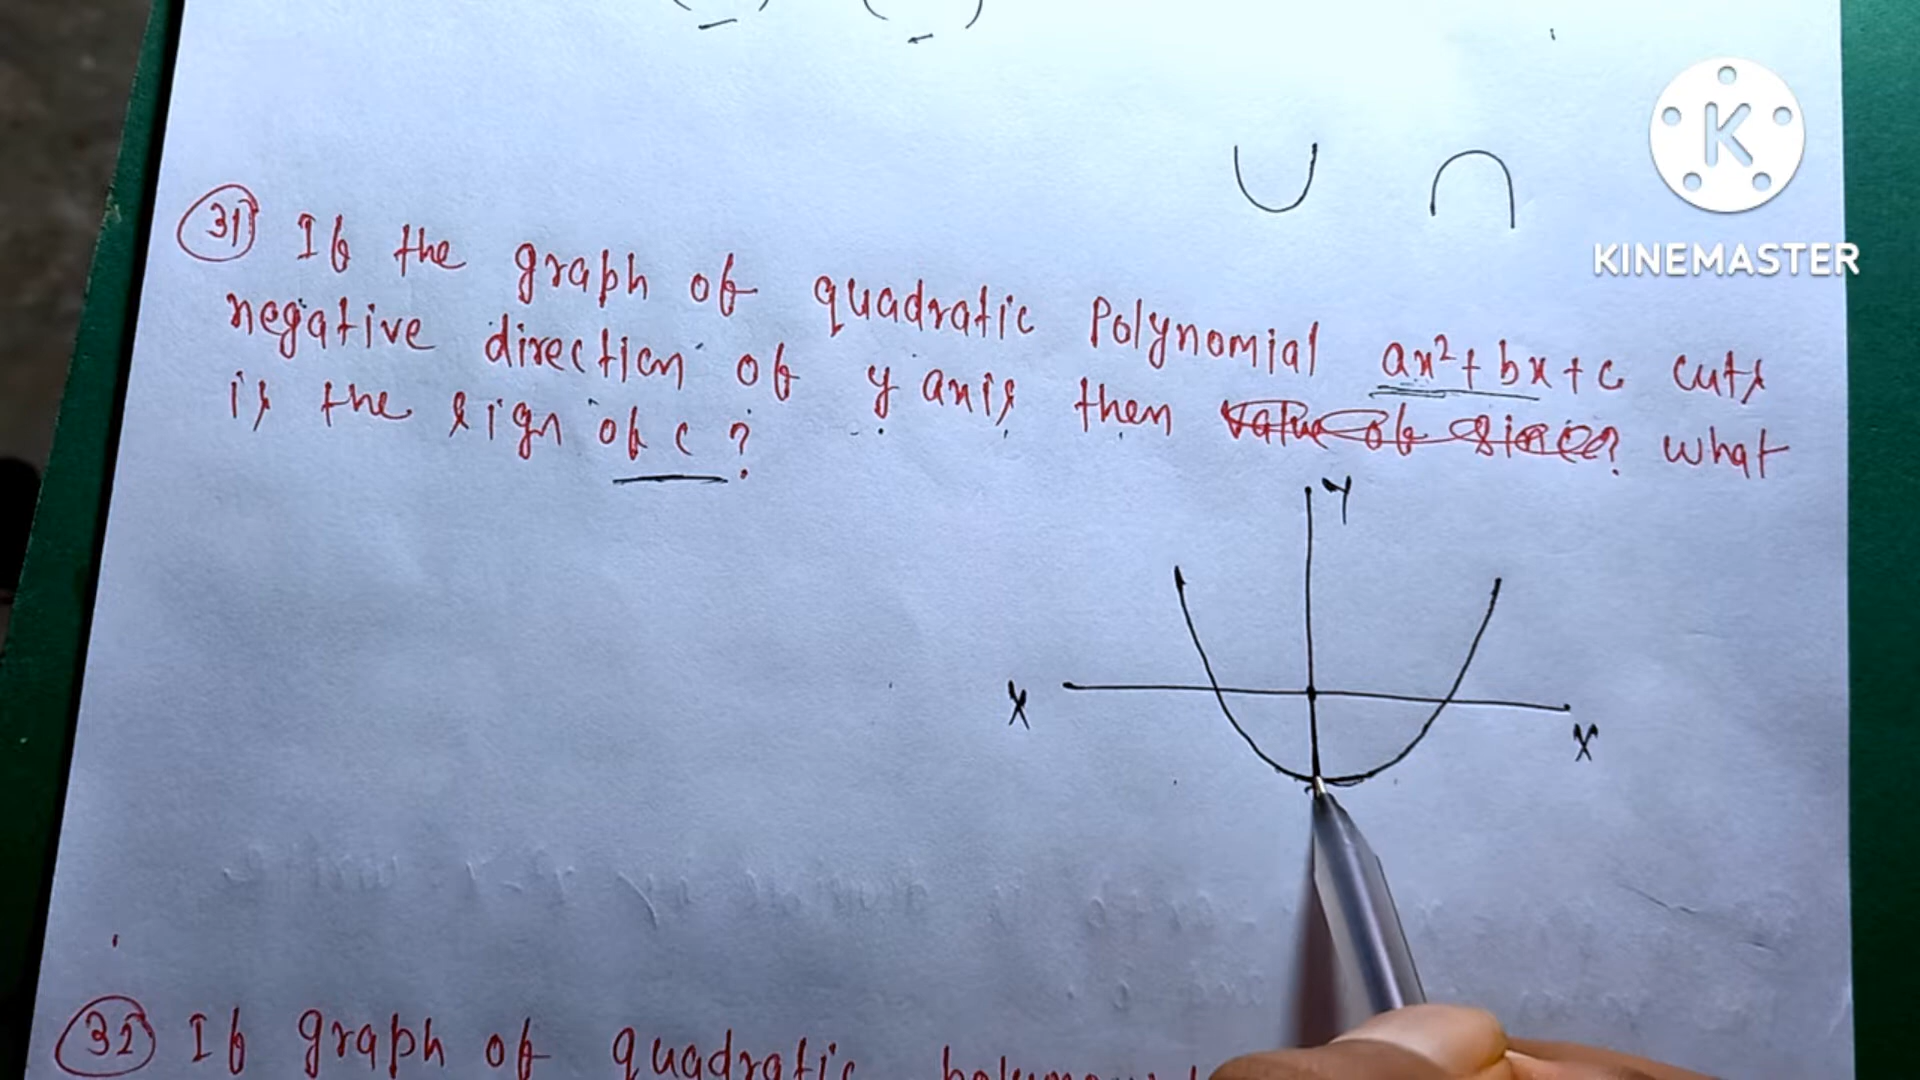 K
KINEMASTER
31 If the graph of quadratic Polynomial ax²+bx+c cuts
negative direction of y axis then what
is the sign of c?
Y
X
X
32 If graph of quadratic